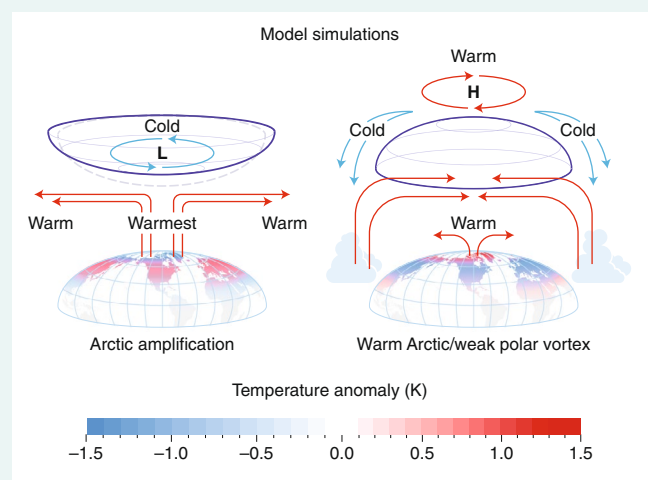 Model simulations
Cold
L
Warm
Warmest
Warm
Arctic amplification
Warm
H
Cold
Cold
Warm
Warm Arctic/weak polar vortex
Temperature anomaly (K)
–1.5 –1.0 –0.5 0.0 0.5 1.0 1.5